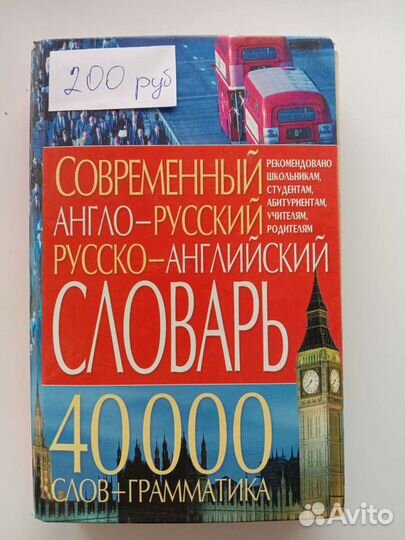 200 руб
СОВРЕМЕННЫЙ
АНГЛО-РУССКИЙ
РУССКО-АНГЛИЙСКИЙ
РЕКОМЕНДОВАНО
ШКОЛЬНИКАМ,
СТУДЕНТАМ,
АБИТУРИЕНТАМ,
УЧИТЕЛЯМ,
РОДИТЕЛЯМ
СЛОВАРЬ
40 000
СЛОВ+ГРАММАТИКА
Avito